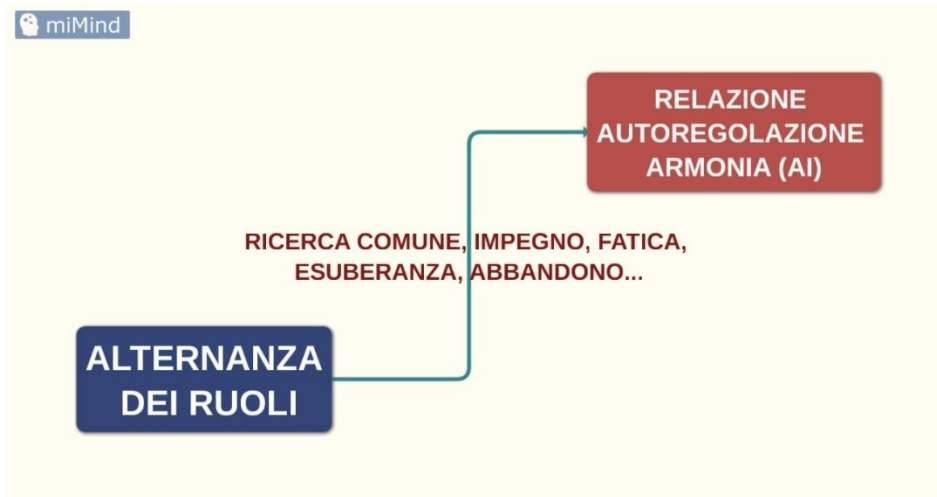 miMind
RELAZIONE
AUTOREGOLAZIONE
ARMONIA (AI)
RICERCA COMUNE, IMPEGNO, FATICA,
ESUBERANZA, ABBANDONO...
ALTERNANZA
DEI RUOLI